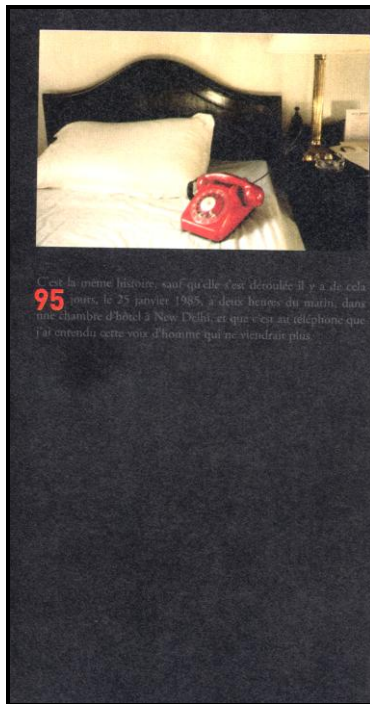 C'est la même histoire, sauf qu'elle s'est déroulée il y a de cela
95 jours, le 25 janvier 1985, à deux heures du matin, dans
une chambre d'hôtel à New Delhi, et que c'est au téléphone que
j'ai entendu cette voix d'homme qui ne viendrait plus.